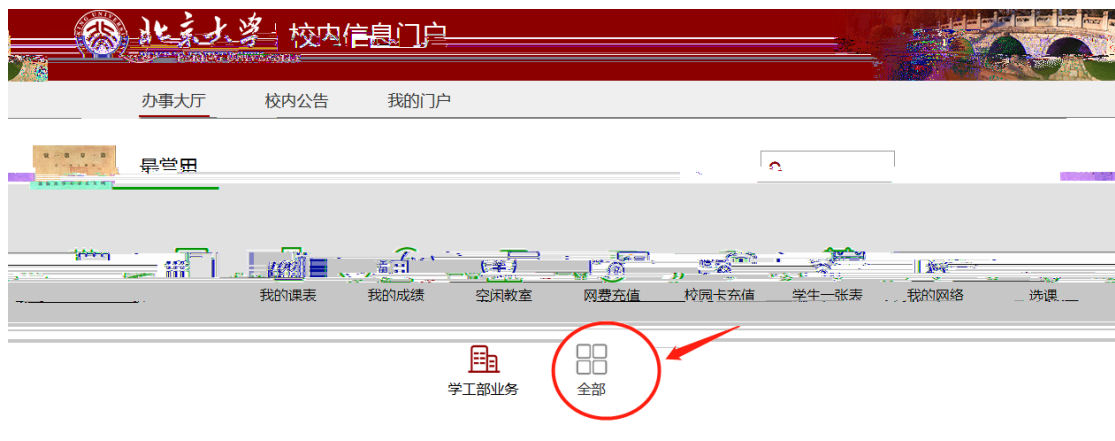 北京大学 校内信息门户
办事大厅 校内公告 我的门户
最常用
我的课表 我的成绩 空闲教室 网费充值 校园卡充值 学生一张表 我的网络 选课
学工部业务 全部